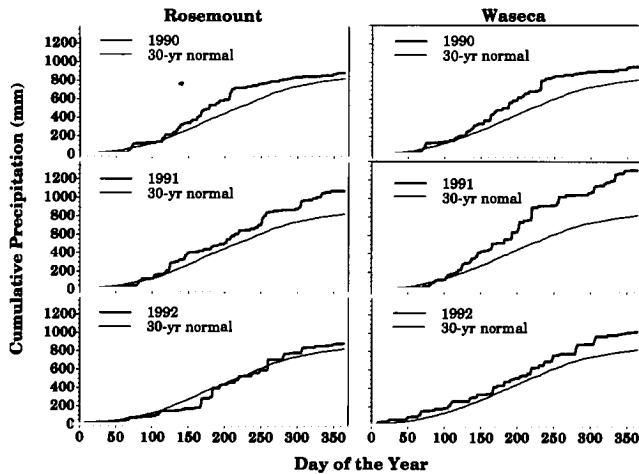 Rosemount
Waseca
Cumulative Precipitation (mm)
1200
1000
800
600
400
200
0
1990
30-yr normal
1990
30-yr normal
1200
1000
800
600
400
200
0
1991
30-yr normal
1991
30-yr nomal
1200
1000
800
600
400
200
0
1992
30-yr normal
1992
30-yr normal
0 50 100 150 200 250 300 350
0 50 100 150 200 250 300 350
Day of the Year